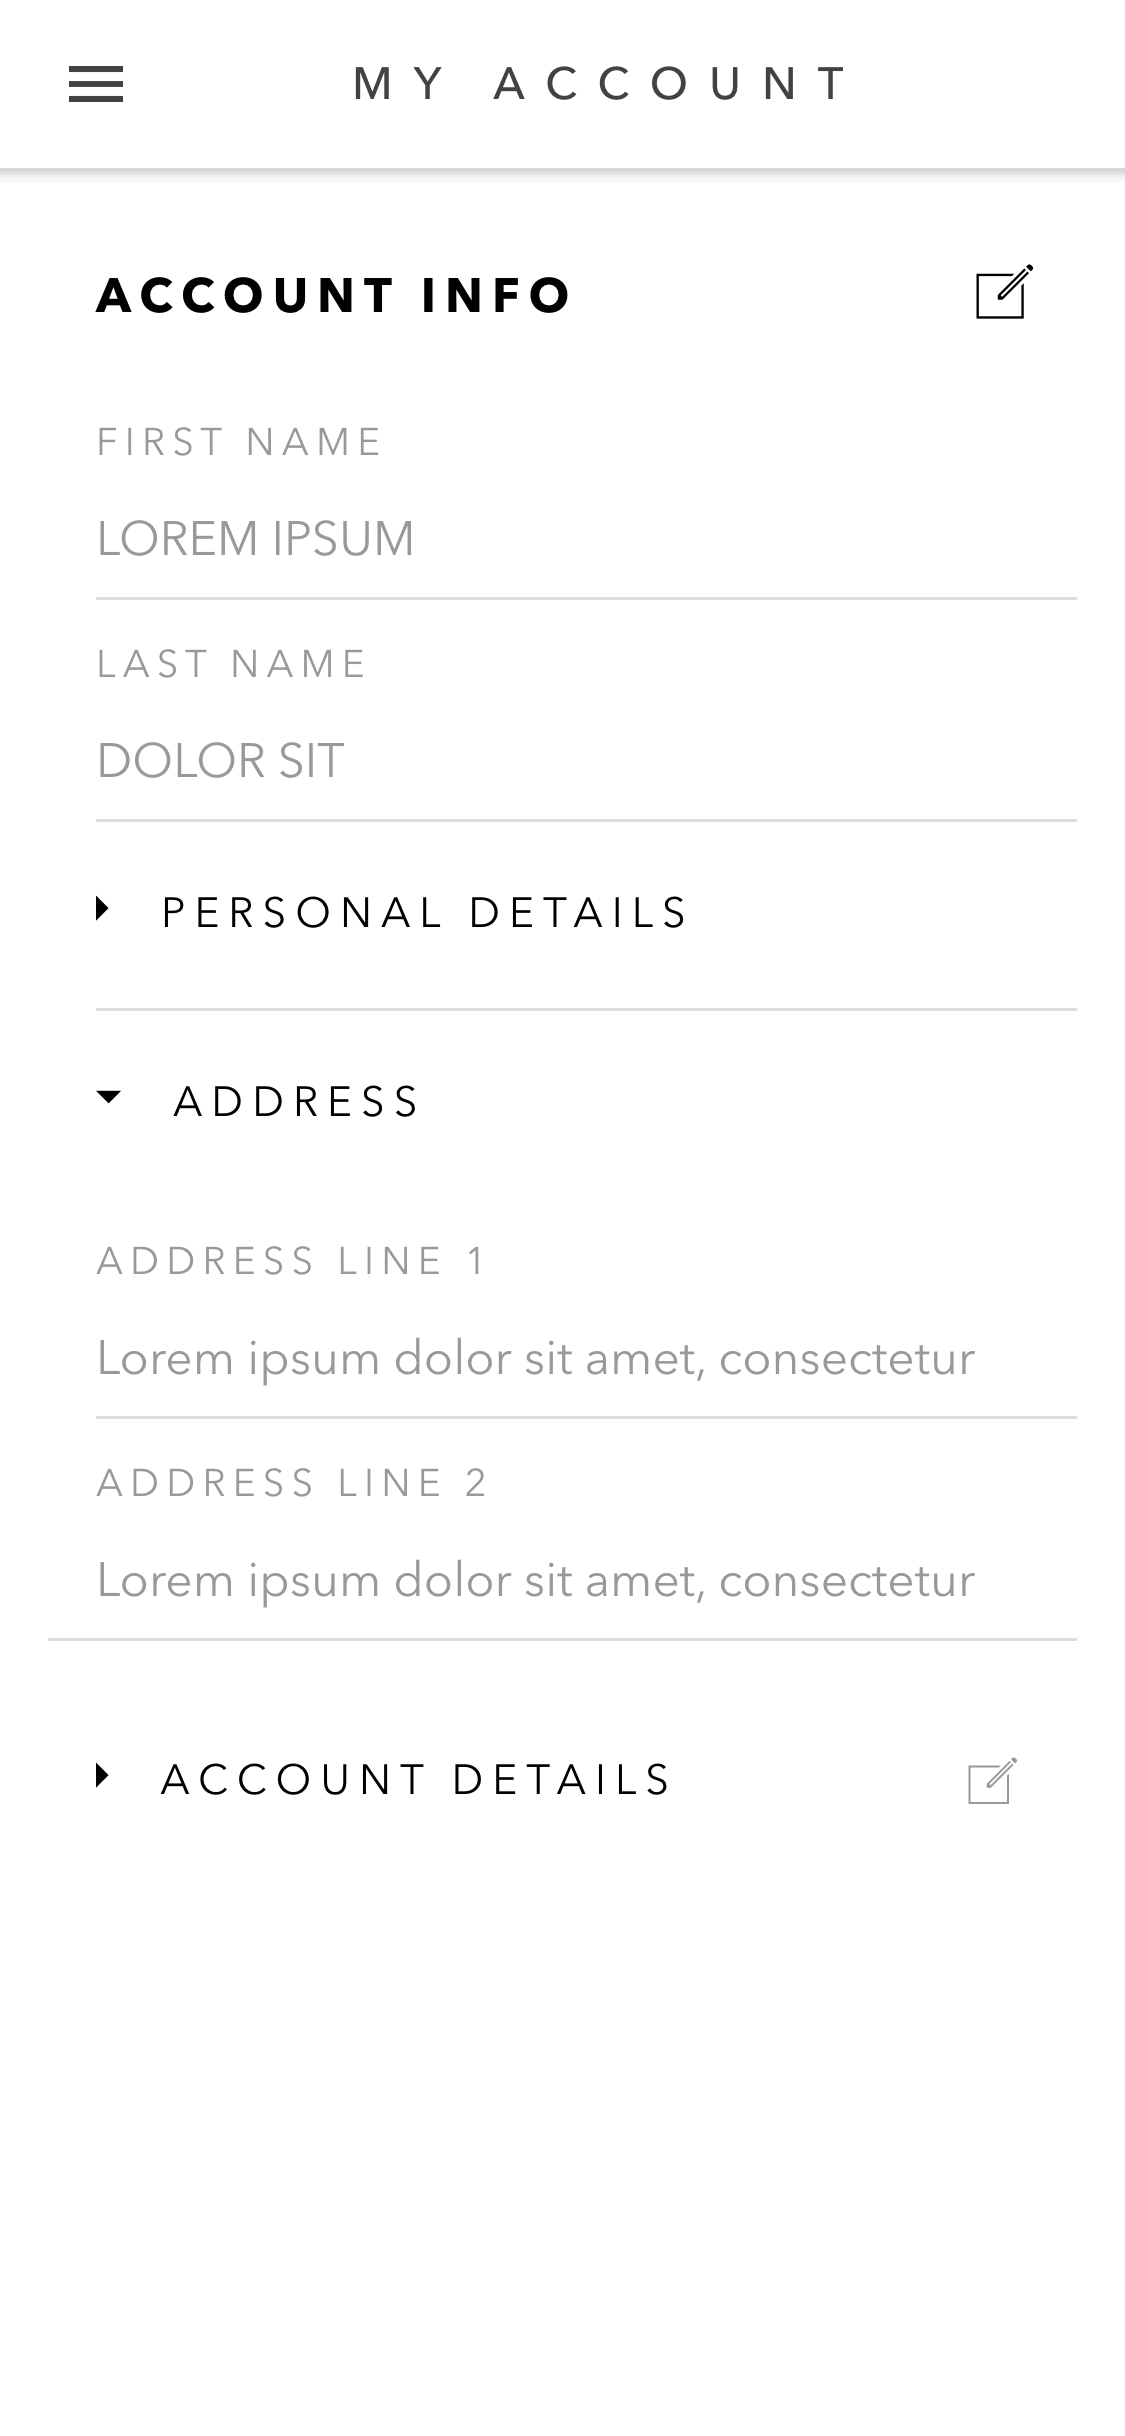 MY ACCOUNT
ACCOUNT INFO
FIRST NAME
LOREM IPSUM
LAST NAME
DOLOR SIT
PERSONAL DETAILS
ADDRESS
ADDRESS LINE 1
Lorem ipsum dolor sit amet, consectetur
ADDRESS LINE 2
Lorem ipsum dolor sit amet, consectetur
ACCOUNT DETAILS